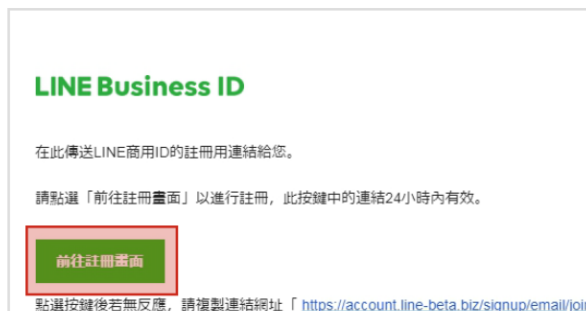 LINE Business ID
在此傳送LINE商用ID的註冊用連結給您。
請點選「前往註冊畫面」以進行註冊，此按鍵中的連結24小時內有效。
前往註冊畫面
點選按鍵後若無反應，請複製連結網址「 https://account.line-beta.biz/signup/email/joi